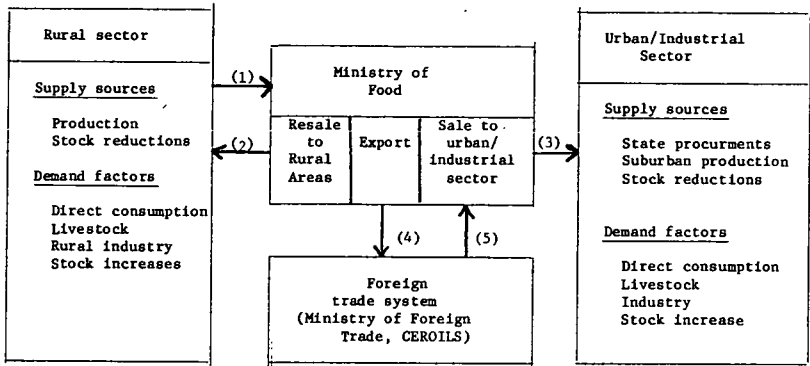 Rural sector
Supply sources
Production
Stock reductions
Demand factors
Direct consumption
Livestock
Rural industry
Stock increases
(1)
(2)
Ministry of
Food
Resale
to
Rural
Areas
Export
Sale to
urban/
industrial
sector
(3)
(4)
(5)
Foreign
trade system
(Ministry of Foreign
Trade, CEROILS)
Urban/Industrial
Sector
Supply sources
State procurments
Suburban production
Stock reductions
Demand factors
Direct consumption
Livestock
Industry
Stock increase